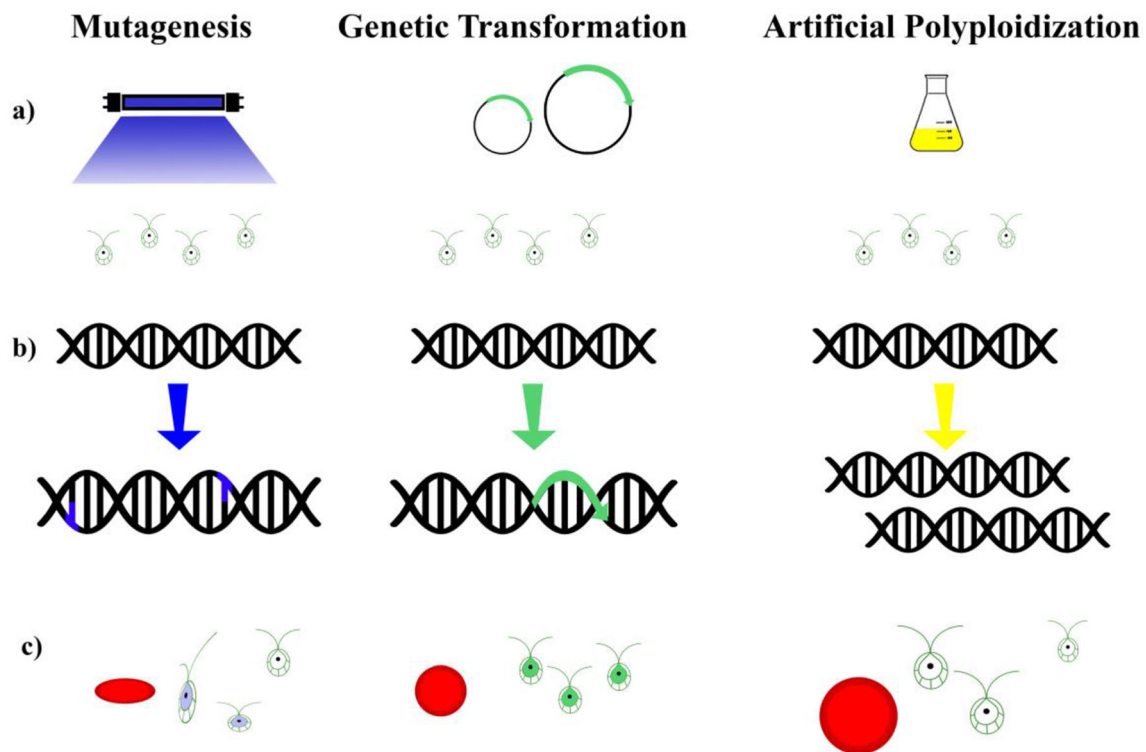 Mutagenesis
Genetic Transformation
Artificial Polyploidization
a)
b)
c)